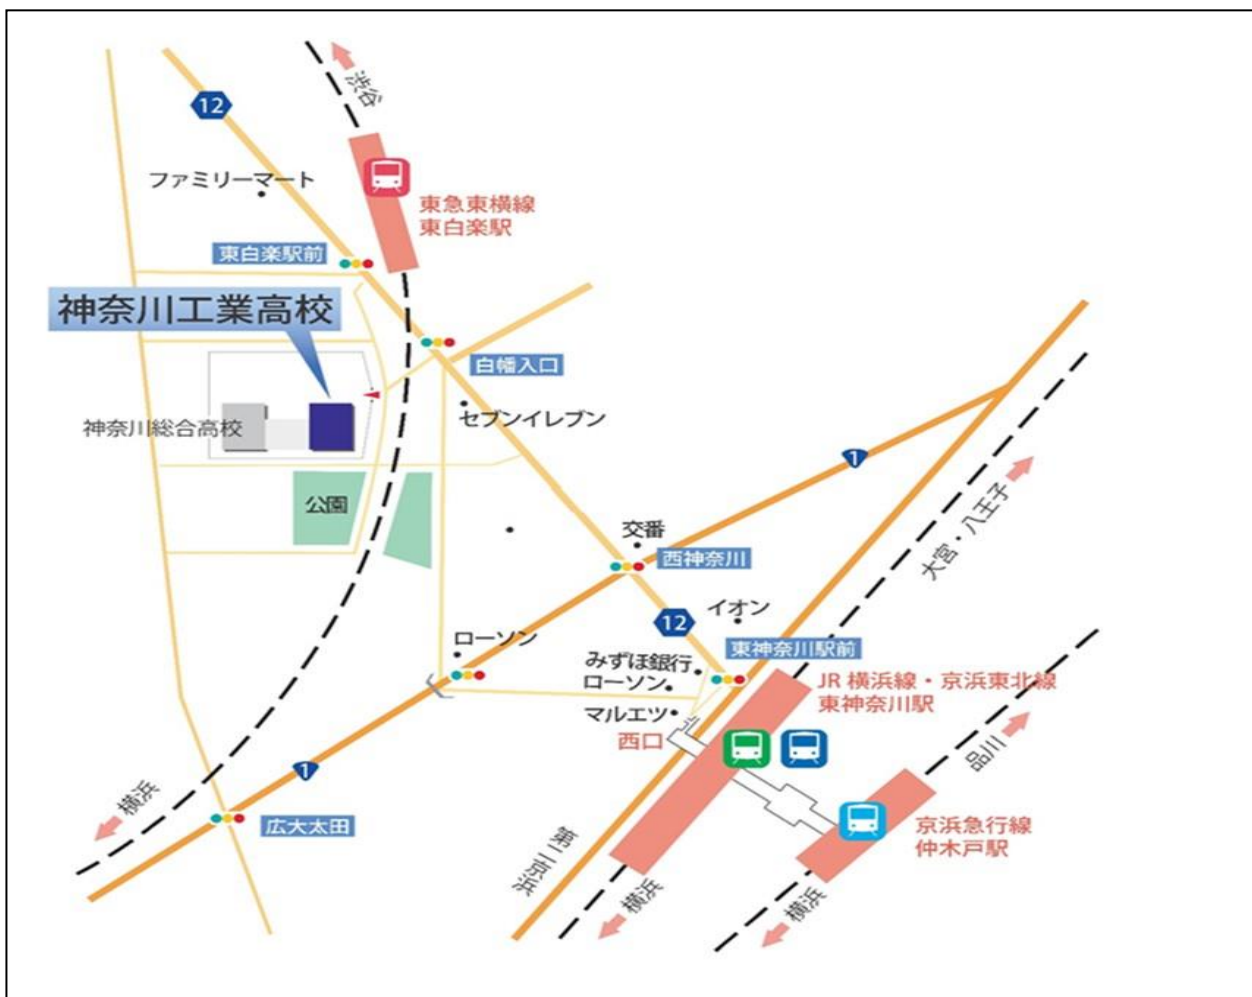 渋谷
12
ファミリーマート
東急東横線
東白楽駅
東白楽駅前
神奈川工業高校
白幡入口
セブンイレブン
神奈川総合高校
1
公園
大宮・八王子
交番
西神奈川
イオン
12
ローソン
東神奈川駅前
みずほ銀行
ローソン
JR 横浜線・京浜東北線
東神奈川駅
マルエツ
西口
品川
1
横浜
広大太田
京浜急行線
仲木戸駅
第二京浜
横浜
横浜